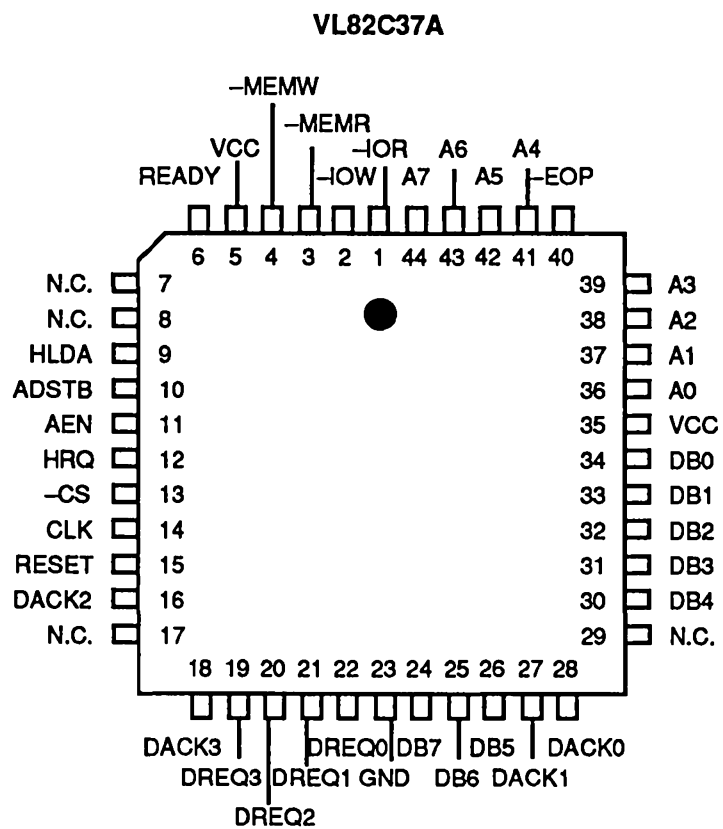 VL82C37A
–MEMW
–MEMR
VCC –IOR A6 A4
READY –IOW A7 A5 –EOP
6 5 4 3 2 1 44 43 42 41 40
N.C. 7 39 A3
N.C. 8 38 A2
HLDA 9 37 A1
ADSTB 10 36 A0
AEN 11 35 VCC
HRQ 12 34 DB0
–CS 13 33 DB1
CLK 14 32 DB2
RESET 15 31 DB3
DACK2 16 30 DB4
N.C. 17 29 N.C.
18 19 20 21 22 23 24 25 26 27 28
DACK3 DREQ0 DB7 DB5 DACK0
DREQ3 DREQ1 GND DB6 DACK1
DREQ2